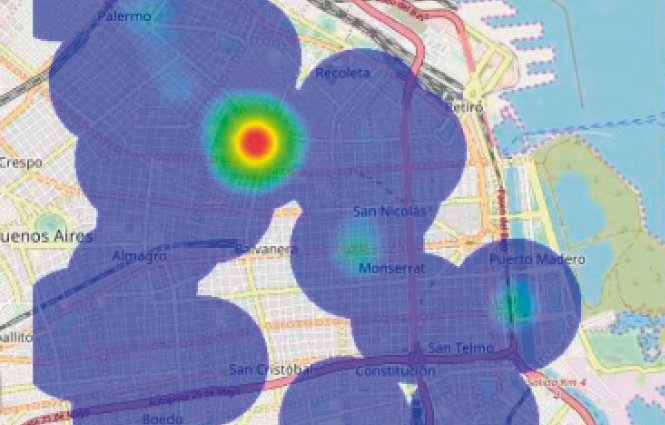 Palermo
Recoleta
Retiro
Crespo
San Nicolás
uenos Aires
Balvanera
Almagro
Puerto Madero
Monserrat
allito
San Telmo
San Cristóbal
Constitución
Boedo